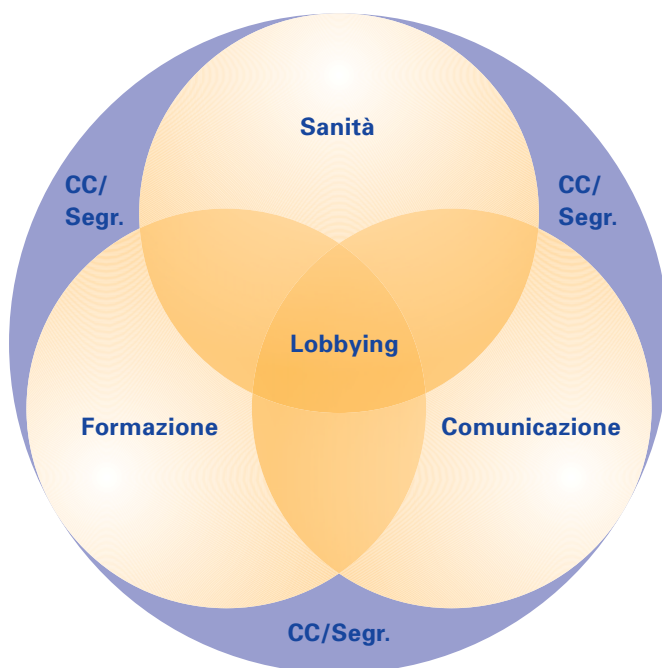 Sanità
CC/
Segr.
CC/
Segr.
Lobbying
Formazione
Comunicazione
CC/Segr.